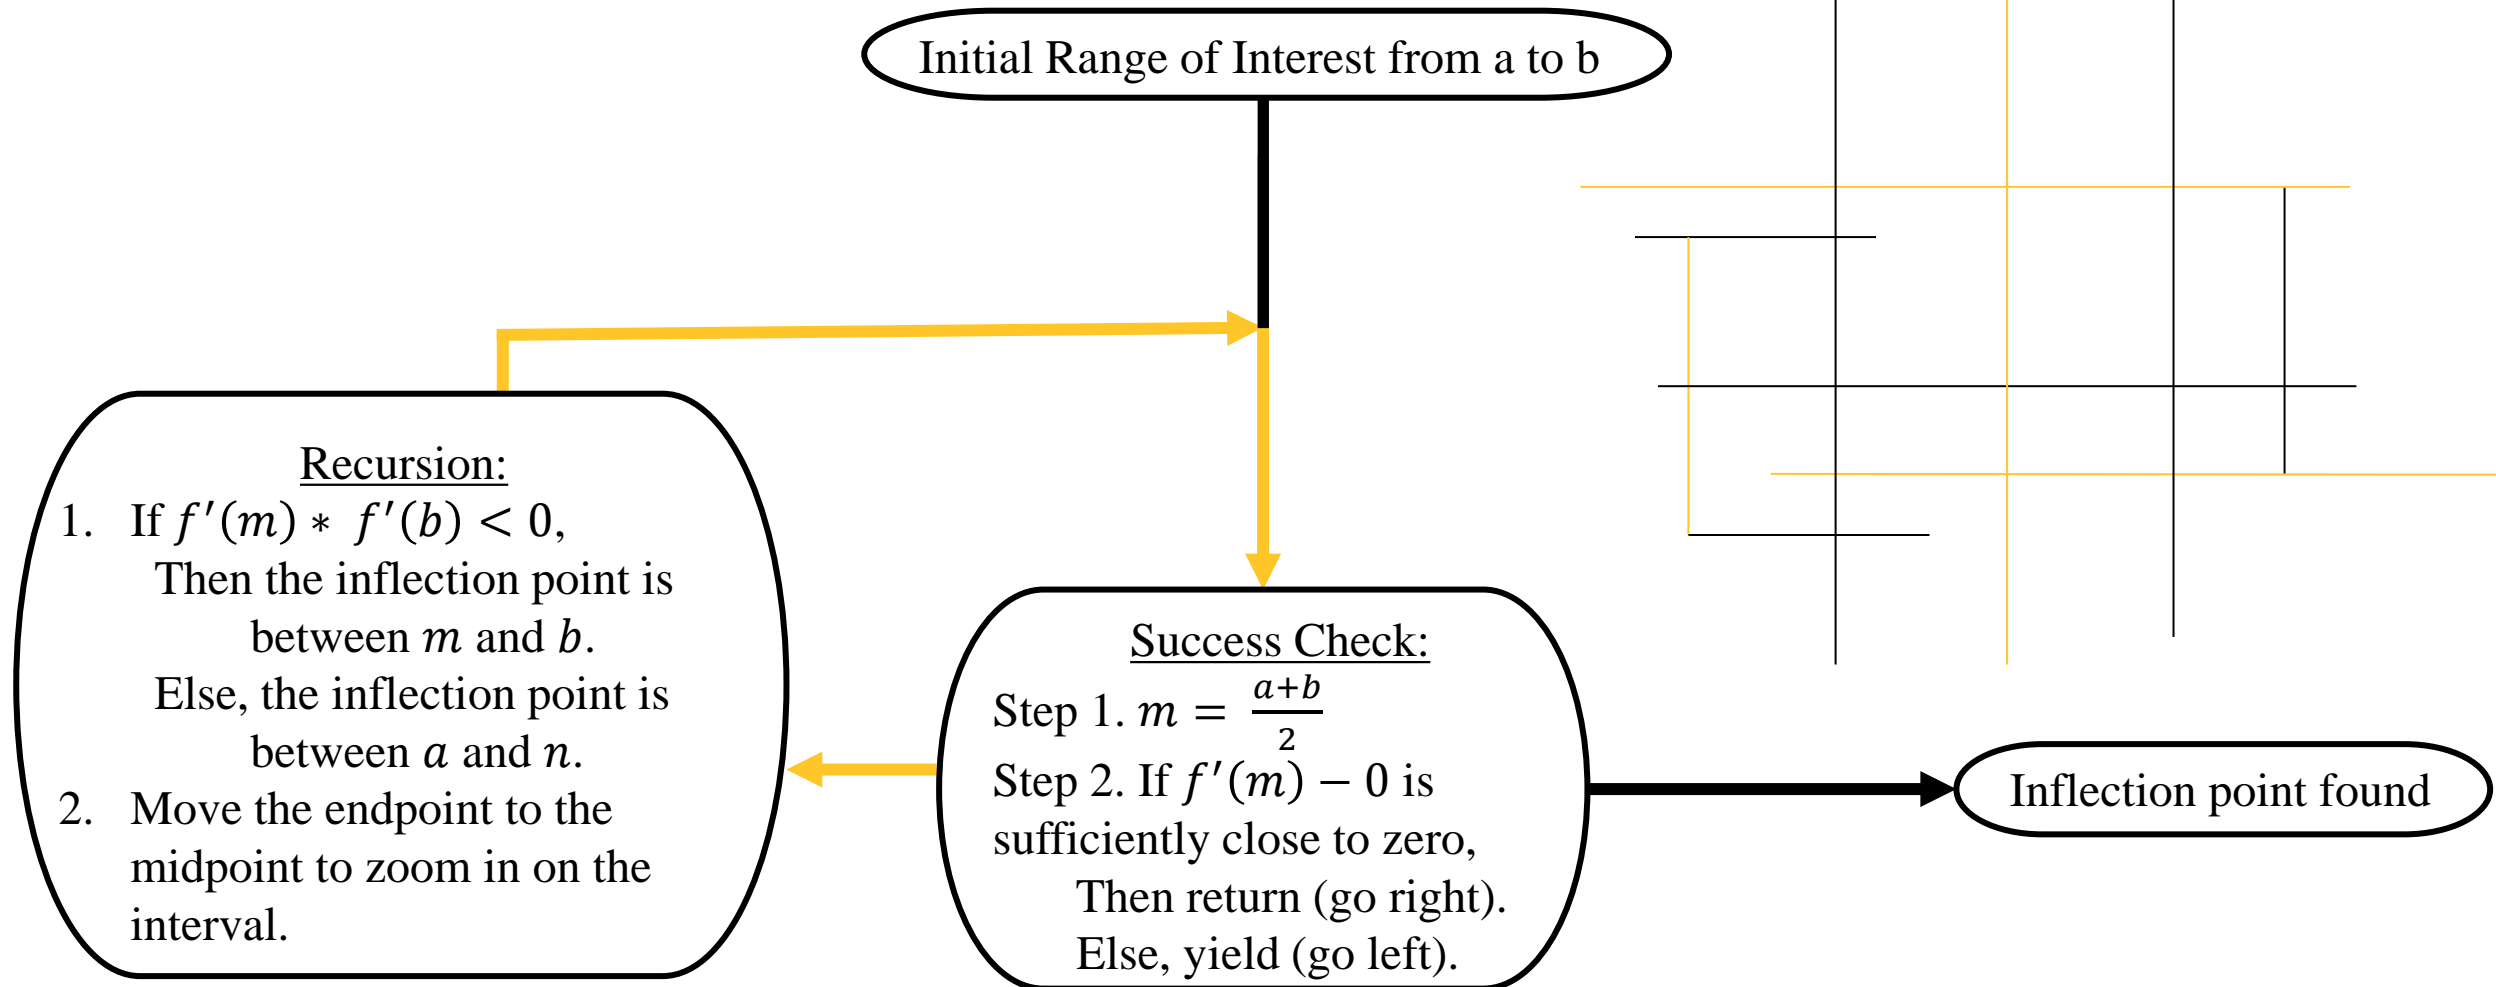 Initial Range of Interest from a to b
Recursion:
1. If 𝑓′(𝑚) ∗ 𝑓′(𝑏) < 0,
Then the inflection point is
between 𝑚 and 𝑏.
Else, the inflection point is
between 𝑎 and 𝑛.
2. Move the endpoint to the
midpoint to zoom in on the
interval.
Success Check:
Step 1. 𝑚 = (𝑎+𝑏)/2
Step 2. If 𝑓′(𝑚) − 0 is
sufficiently close to zero,
Then return (go right).
Else, yield (go left).
Inflection point found